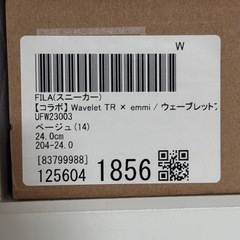 W
FILA(スニーカー)
【コラボ】Wavelet TR × emmi / ウェーブレット
UFW23003
ベージュ(14)
24.0cm
204-24.0
[83799988]
125604 1856